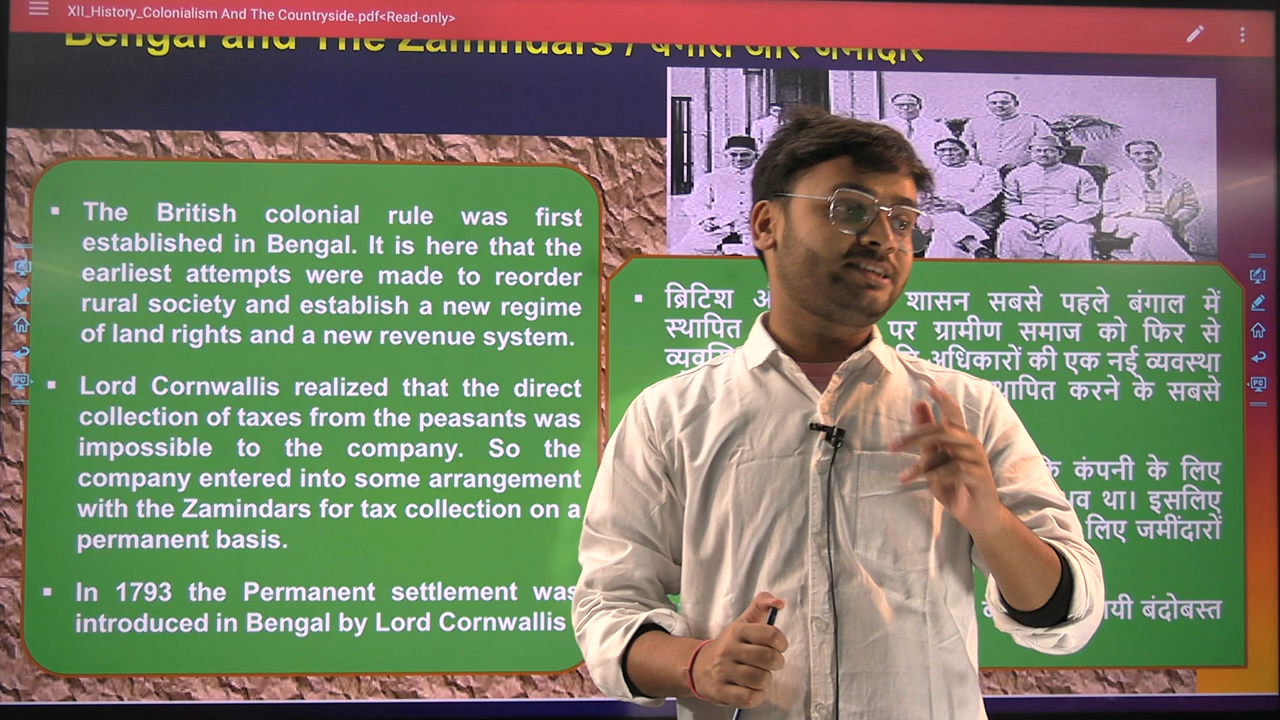 XII_History_Colonialism And The Countryside.pdf<Read-only>
Bengal and The Zamindars / बंगाल और जमींदार
▪ The British colonial rule was first
established in Bengal. It is here that the
earliest attempts were made to reorder
rural society and establish a new regime
of land rights and a new revenue system.
▪ Lord Cornwallis realized that the direct
collection of taxes from the peasants was
impossible to the company. So the
company entered into some arrangement
with the Zamindars for tax collection on a
permanent basis.
▪ In 1793 the Permanent settlement was
introduced in Bengal by Lord Cornwallis
▪ ब्रिटिश शासन सबसे पहले बंगाल में
स्थापित पर ग्रामीण समाज को फिर से
अधिकारों की एक नई व्यवस्था
करने के सबसे
कंपनी के लिए
था। इसलिए
लिए जमींदारों
बंदोबस्त
PC
PC